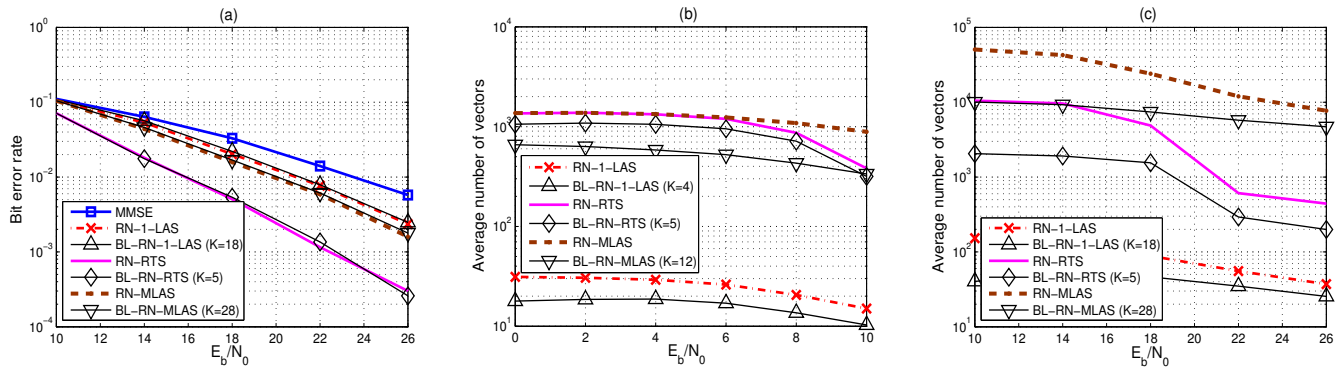 (a)
10^0
10^-1
10^-2
10^-3
10^-4
Bit error rate
MMSE
RN-1-LAS
BL-RN-1-LAS (K=18)
RN-RTS
BL-RN-RTS (K=5)
RN-MLAS
BL-RN-MLAS (K=28)
10 12 14 16 18 20 22 24 26
E_b/N_0
(b)
10^4
10^3
10^2
10^1
Average number of vectors
RN-1-LAS
BL-RN-1-LAS (K=4)
RN-RTS
BL-RN-RTS (K=5)
RN-MLAS
BL-RN-MLAS (K=12)
0 2 4 6 8 10
E_b/N_0
(c)
10^5
10^4
10^3
10^2
10^1
Average number of vectors
RN-1-LAS
BL-RN-1-LAS (K=18)
RN-RTS
BL-RN-RTS (K=5)
RN-MLAS
BL-RN-MLAS (K=28)
10 12 14 16 18 20 22 24 26
E_b/N_0